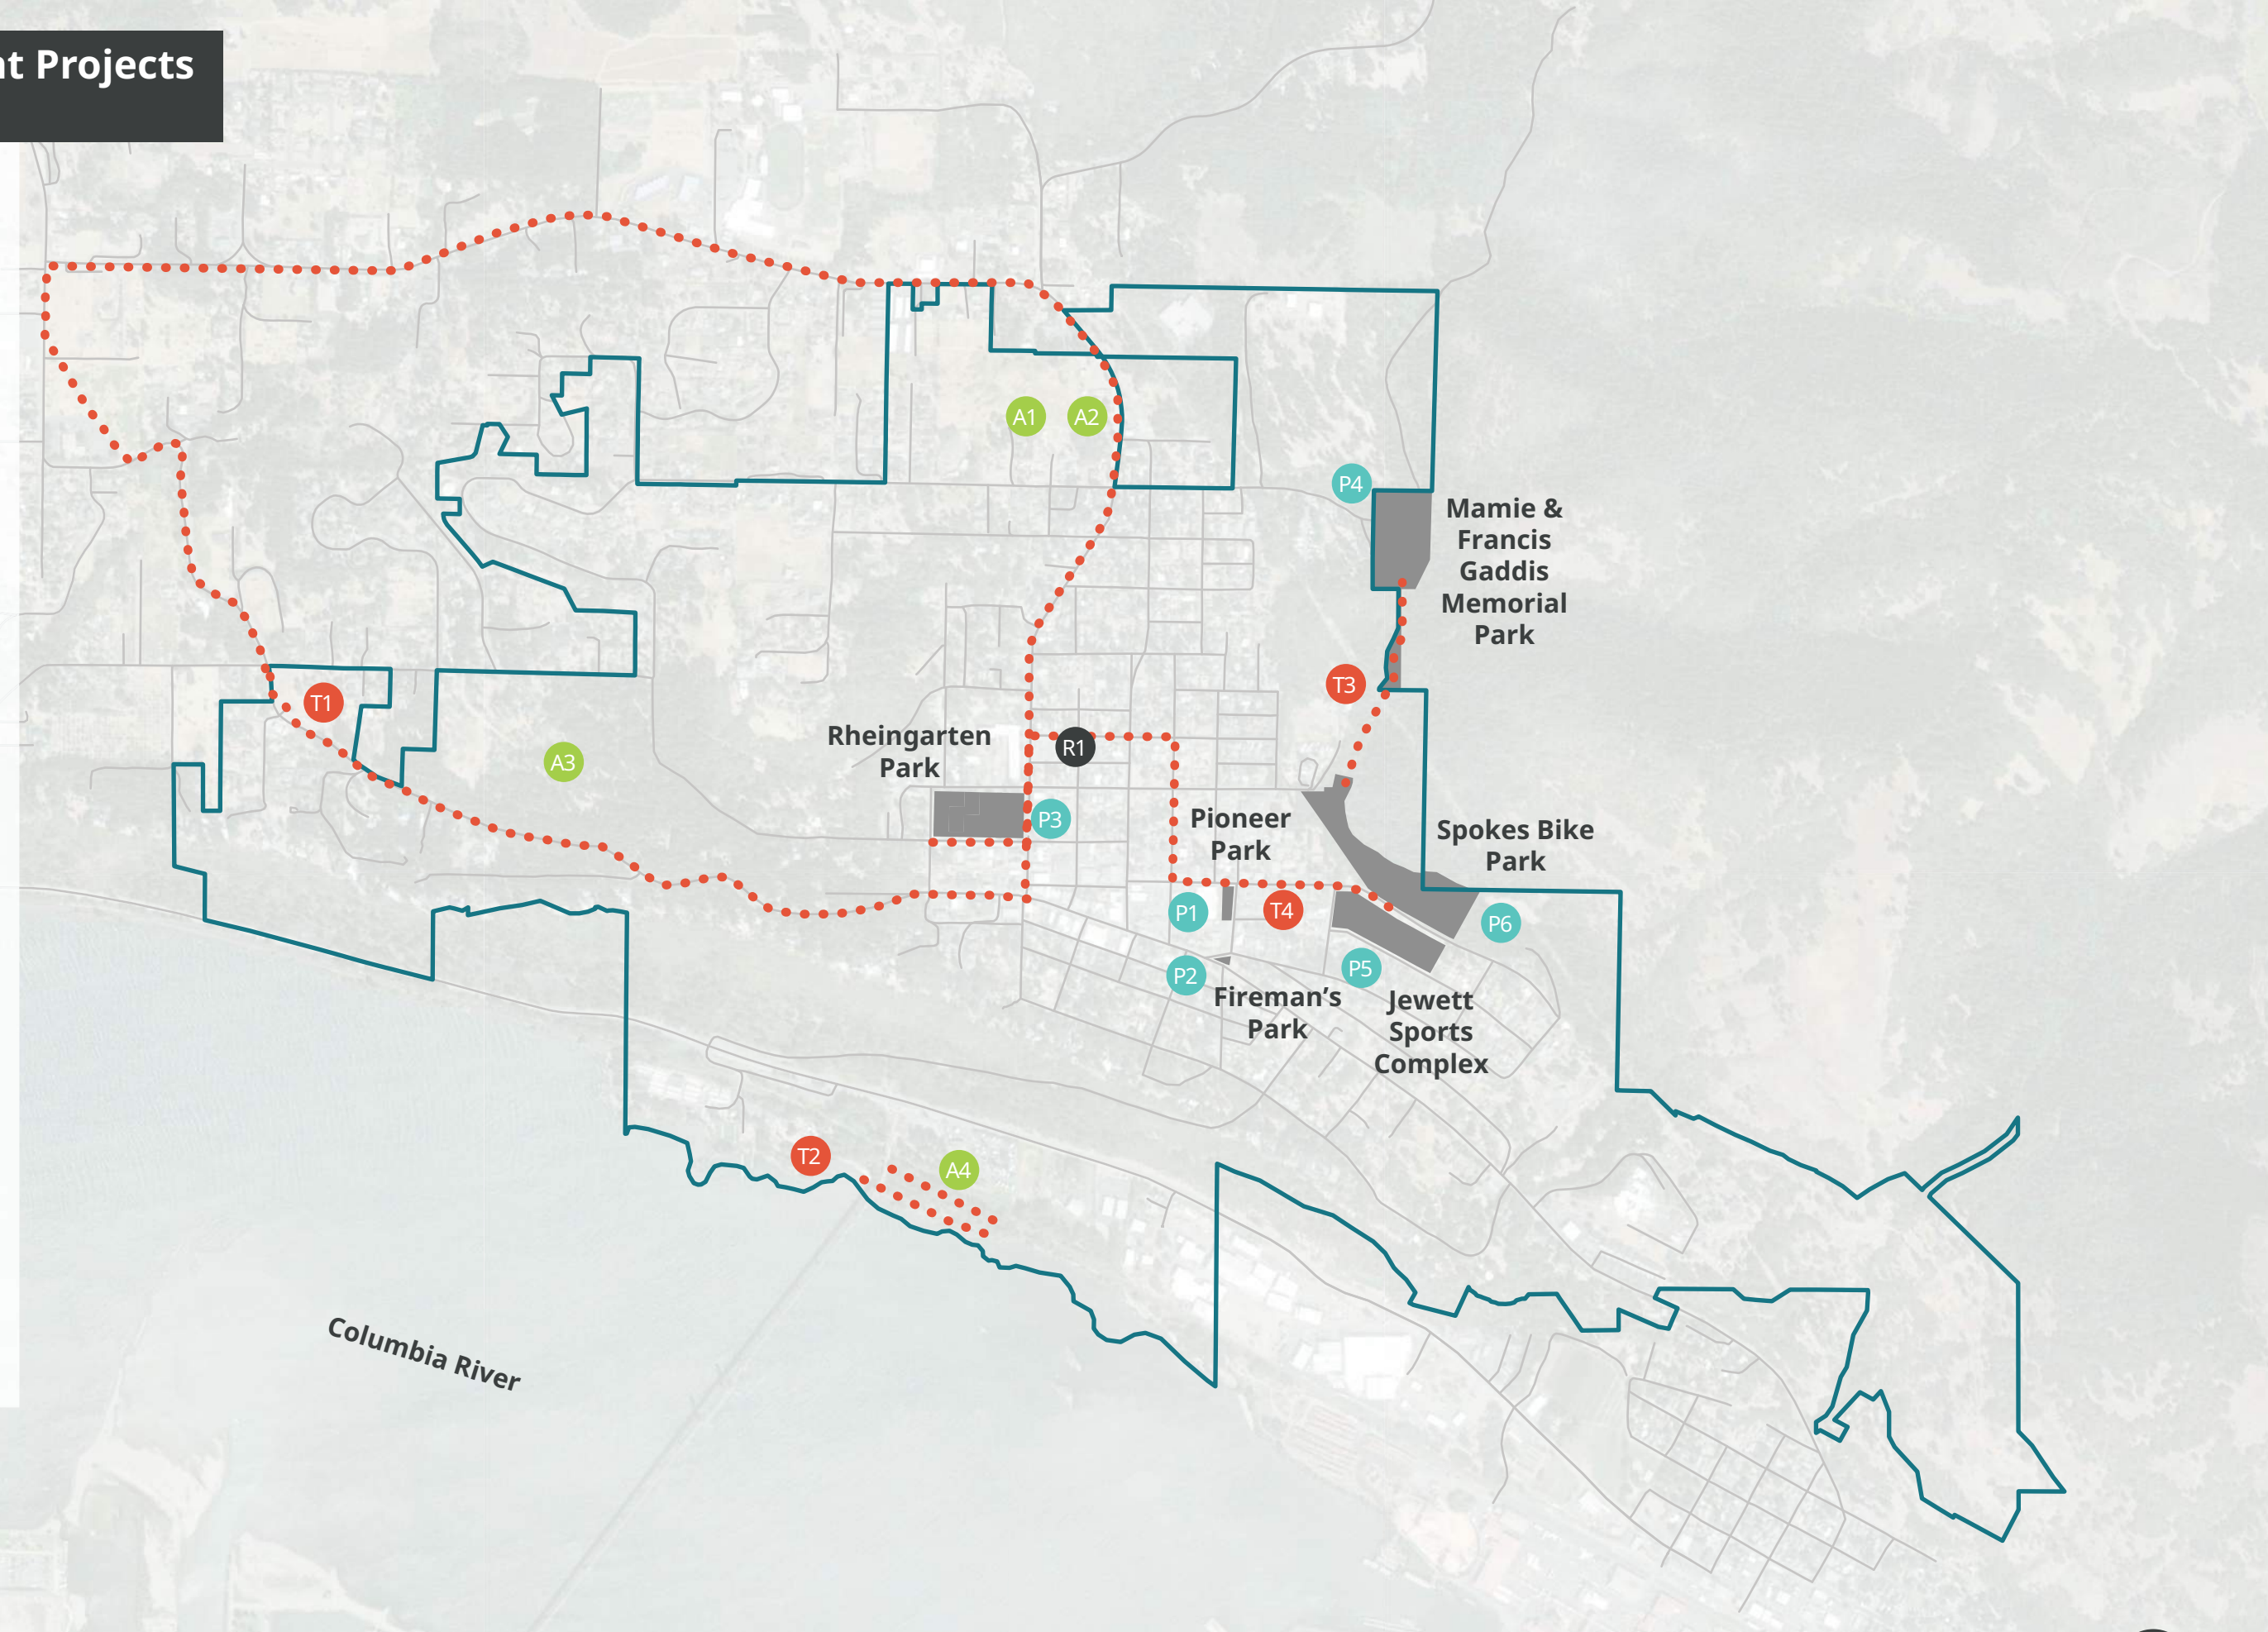 t Projects
A1
A2
P4
Mamie &
Francis
Gaddis
Memorial
Park
T3
T1
Rheingarten
Park
R1
A3
P3
Pioneer
Park
Spokes Bike
Park
P1
T4
P6
P2
P5
Fireman’s
Park
Jewett
Sports
Complex
T2
A4
Columbia River